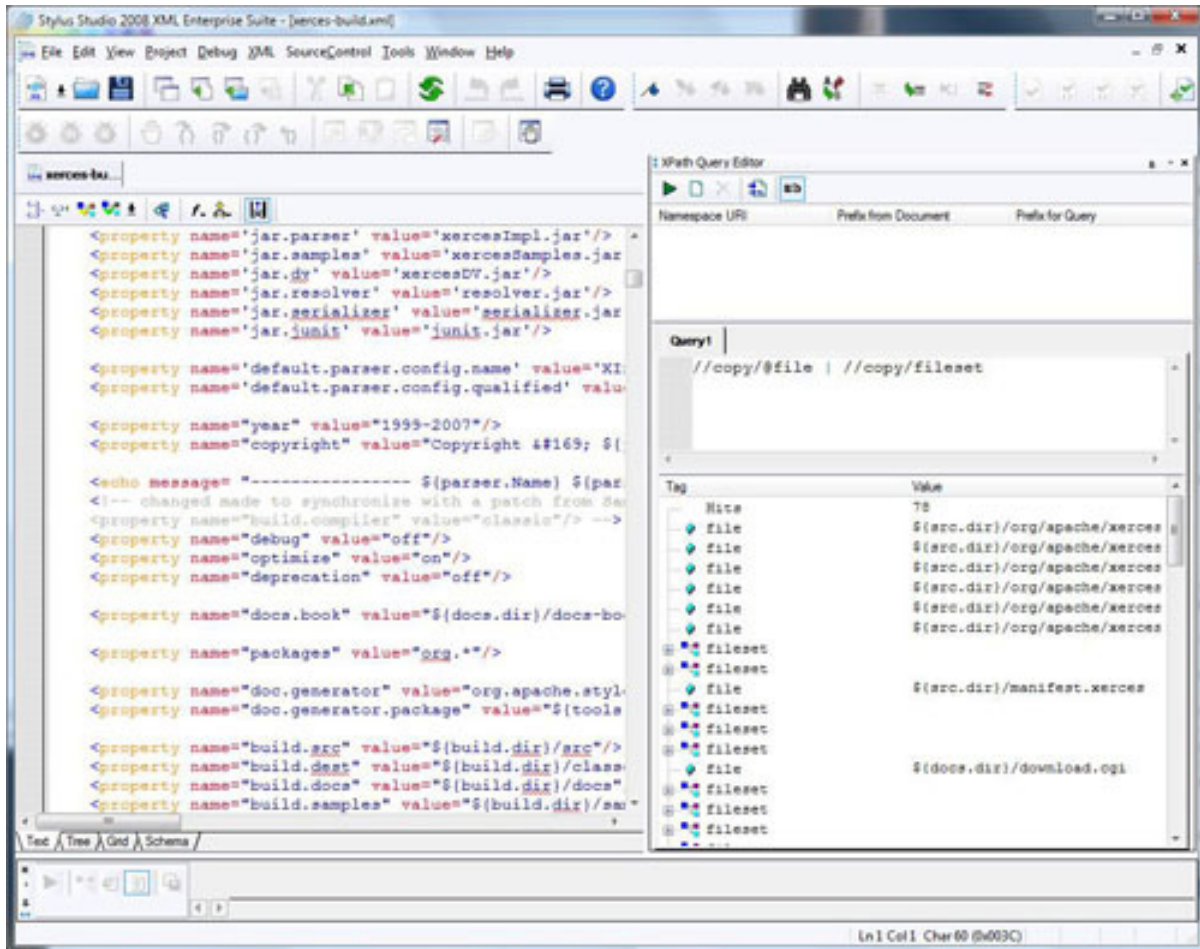 Stylus Studio 2008 XML Enterprise Suite - [xerces-build.xml]
File Edit View Project Debug XML SourceControl Tools Window Help
xerces-bu...
<property name='jar.parser' value='xercesImpl.jar'/>
<property name='jar.samples' value='xercesSamples.jar
<property name='jar.dv' value='xercesDV.jar'/>
<property name='jar.resolver' value='resolver.jar'/>
<property name='jar.serializer' value='serializer.jar
<property name='jar.junit' value='junit.jar'/>
<property name='default.parser.config.name' value='XI
<property name='default.parser.config.qualified' valu
<property name="year" value="1999-2007"/>
<property name="copyright" value="Copyright &#169; ${
<echo message= "---------------- ${parser.Name} ${par
<!-- changed made to synchronize with a patch from Sa
<property name="build.compiler" value="classic"/> -->
<property name="debug" value="off"/>
<property name="optimize" value="on"/>
<property name="deprecation" value="off"/>
<property name="docs.book" value="${docs.dir}/docs-bo
<property name="packages" value="org.*"/>
<property name="doc.generator" value="org.apache.styl
<property name="doc.generator.package" value="${tools
<property name="build.src" value="${build.dir}/src"/>
<property name="build.dest" value="${build.dir}/class
<property name="build.docs" value="${build.dir}/docs"
<property name="build.samples" value="${build.dir}/sa
Text Tree Grid Schema
XPath Query Editor
Namespace URI Prefix from Document Prefix for Query
Query1
//copy/@file | //copy/fileset
Tag Value
Hits 78
file ${src.dir}/org/apache/xerces
file ${src.dir}/org/apache/xerces
file ${src.dir}/org/apache/xerces
file ${src.dir}/org/apache/xerces
file ${src.dir}/org/apache/xerces
file ${src.dir}/org/apache/xerces
fileset
fileset
file ${src.dir}/manifest.xerces
fileset
fileset
fileset
file ${docs.dir}/download.cgi
fileset
fileset
fileset
Ln 1 Col 1 Char 60 (0x003C)